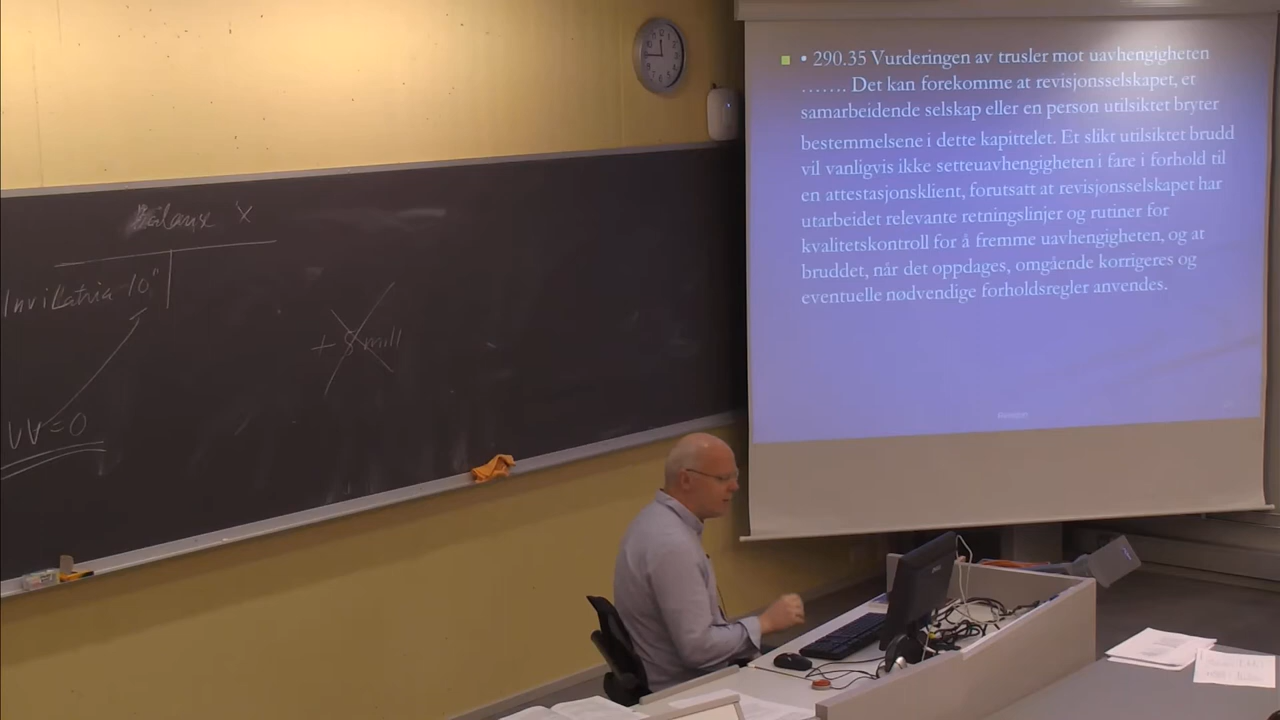 • 290.35 Vurderingen av trusler mot uavhengigheten
....... Det kan forekomme at revisjonsselskapet, et
samarbeidende selskap eller en person utilsiktet bryter
bestemmelsene i dette kapittelet. Et slikt utilsiktet brudd
vil vanligvis ikke setteuavhengigheten i fare i forhold til
en attestasjonsklient, forutsatt at revisjonsselskapet har
utarbeidet relevante retningslinjer og rutiner for
kvalitetskontroll for å fremme uavhengigheten, og at
bruddet, når det oppdages, omgående korrigeres og
eventuelle nødvendige forholdsregler anvendes.
Balanse X
10"
+ 8 mill
VV=0